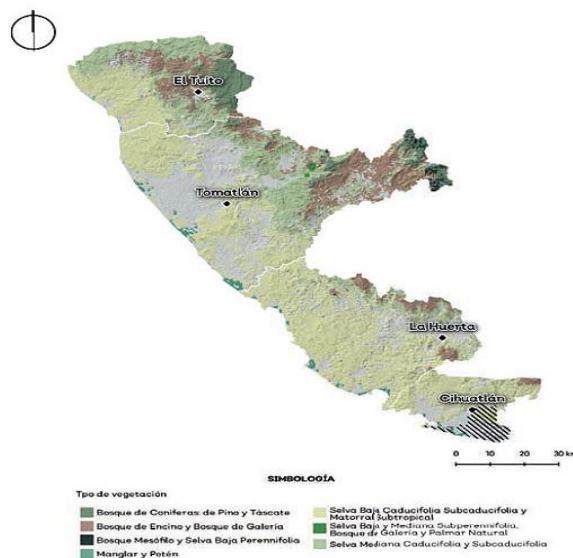 El Tuito
Tomatlán
La Huerta
Cihuatlán
0 10 20 30 km
SIMBOLOGÍA
Tpo de vegetación
Bosque de Coníferas: de Pino y Táscate
Bosque de Encino y Bosque de Galería
Bosque Mesófilo y Selva Baja Perennifolia
Manglar y Petén
Selva Baja Caducifolia Subcaducifolia y
Matorral Subtropical
Selva Baja y Mediana Subperennifolia,
Bosque de Galería y Palmar Natural
Selva Mediana Caducifolia y Subcaducifolia